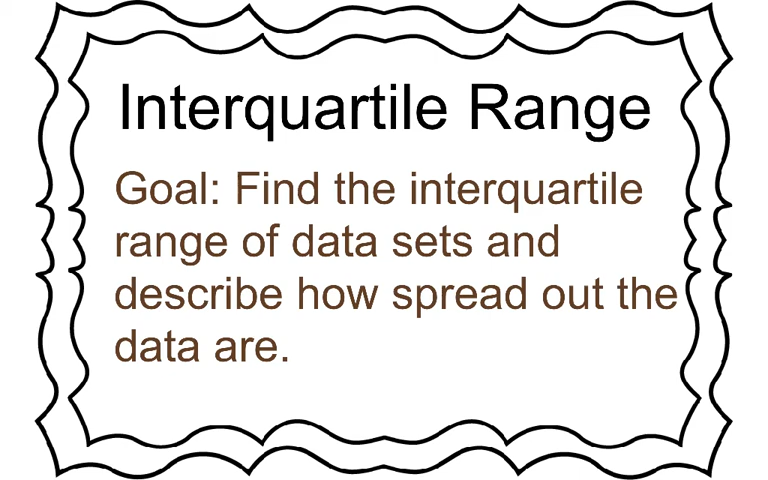 Interquartile Range
Goal: Find the interquartile
range of data sets and
describe how spread out the
data are.